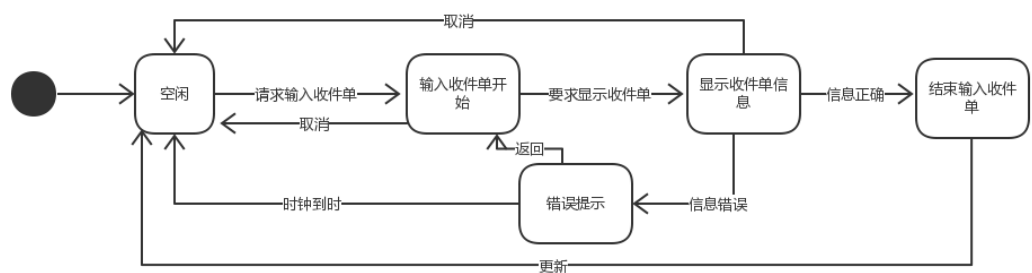 取消
空闲
请求输入收件单
输入收件单开
始
要求显示收件单
显示收件单信
息
信息正确
结束输入收件
单
取消
返回
时钟到时
错误提示
信息错误
更新